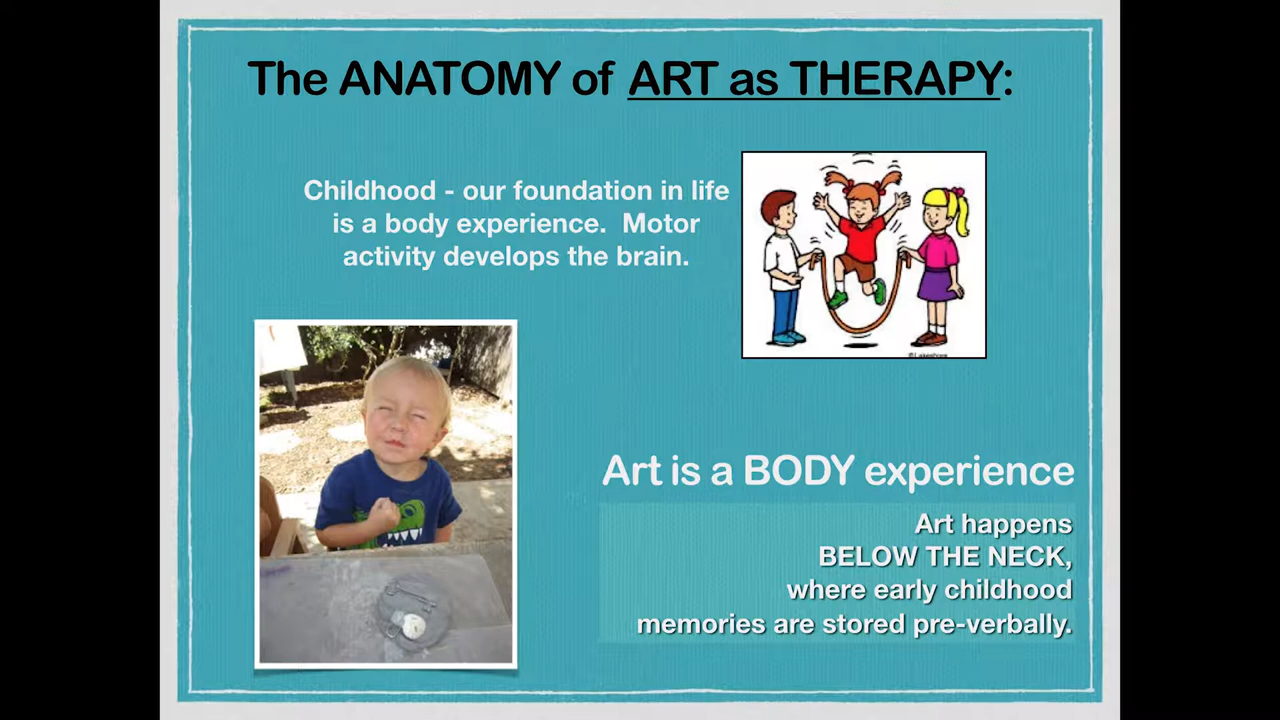 The ANATOMY of ART as THERAPY:
Childhood - our foundation in life
is a body experience.  Motor
activity develops the brain.
©Lakeshore
Art is a BODY experience
Art happens
BELOW THE NECK,
where early childhood
memories are stored pre-verbally.